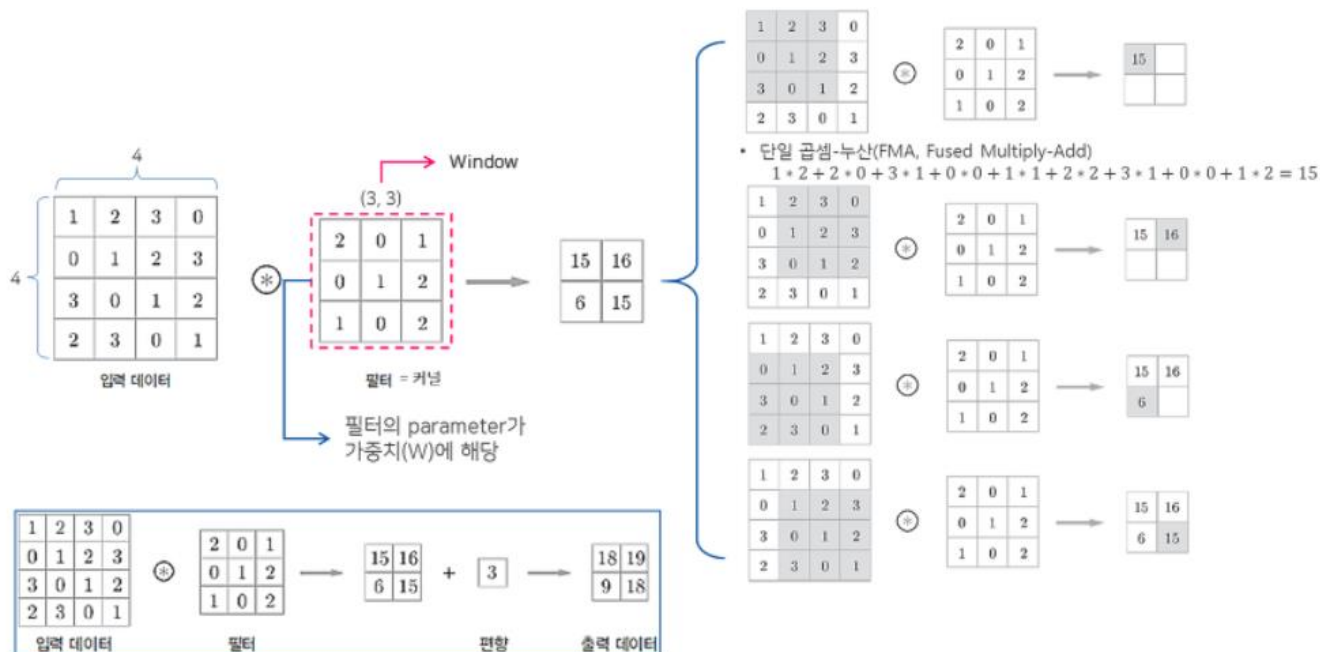 4
4
1 2 3 0
0 1 2 3
3 0 1 2
2 3 0 1
입력 데이터
*
Window
(3, 3)
2 0 1
0 1 2
1 0 2
필터 = 커널
필터의 parameter가
가중치(W)에 해당
15 16
6 15
1 2 3 0
0 1 2 3
3 0 1 2
2 3 0 1
*
2 0 1
0 1 2
1 0 2
15
• 단일 곱셈-누산(FMA, Fused Multiply-Add)
1 * 2 + 2 * 0 + 3 * 1 + 0 * 0 + 1 * 1 + 2 * 2 + 3 * 1 + 0 * 0 + 1 * 2 = 15
1 2 3 0
0 1 2 3
3 0 1 2
2 3 0 1
*
2 0 1
0 1 2
1 0 2
15 16
1 2 3 0
0 1 2 3
3 0 1 2
2 3 0 1
*
2 0 1
0 1 2
1 0 2
15 16
6
1 2 3 0
0 1 2 3
3 0 1 2
2 3 0 1
*
2 0 1
0 1 2
1 0 2
15 16
6 15
1 2 3 0
0 1 2 3
3 0 1 2
2 3 0 1
입력 데이터
*
2 0 1
0 1 2
1 0 2
필터
15 16
6 15
+
3
편향
18 19
9 18
출력 데이터